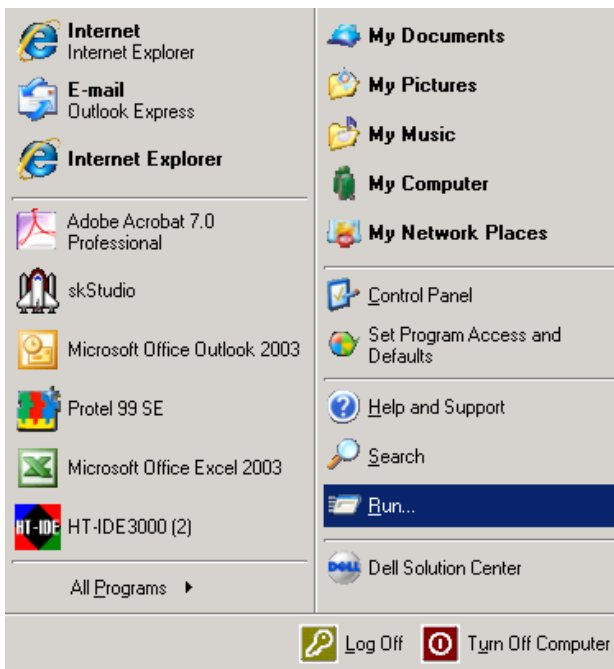 Internet
Internet Explorer
E-mail
Outlook Express
Internet Explorer
Adobe Acrobat 7.0
Professional
skStudio
Microsoft Office Outlook 2003
Protel 99 SE
Microsoft Office Excel 2003
HT-IDE
HT-IDE3000 (2)
All Programs
My Documents
My Pictures
My Music
My Computer
My Network Places
Control Panel
Set Program Access and
Defaults
Help and Support
Search
Run...
DELL
Dell Solution Center
Log Off
Turn Off Computer